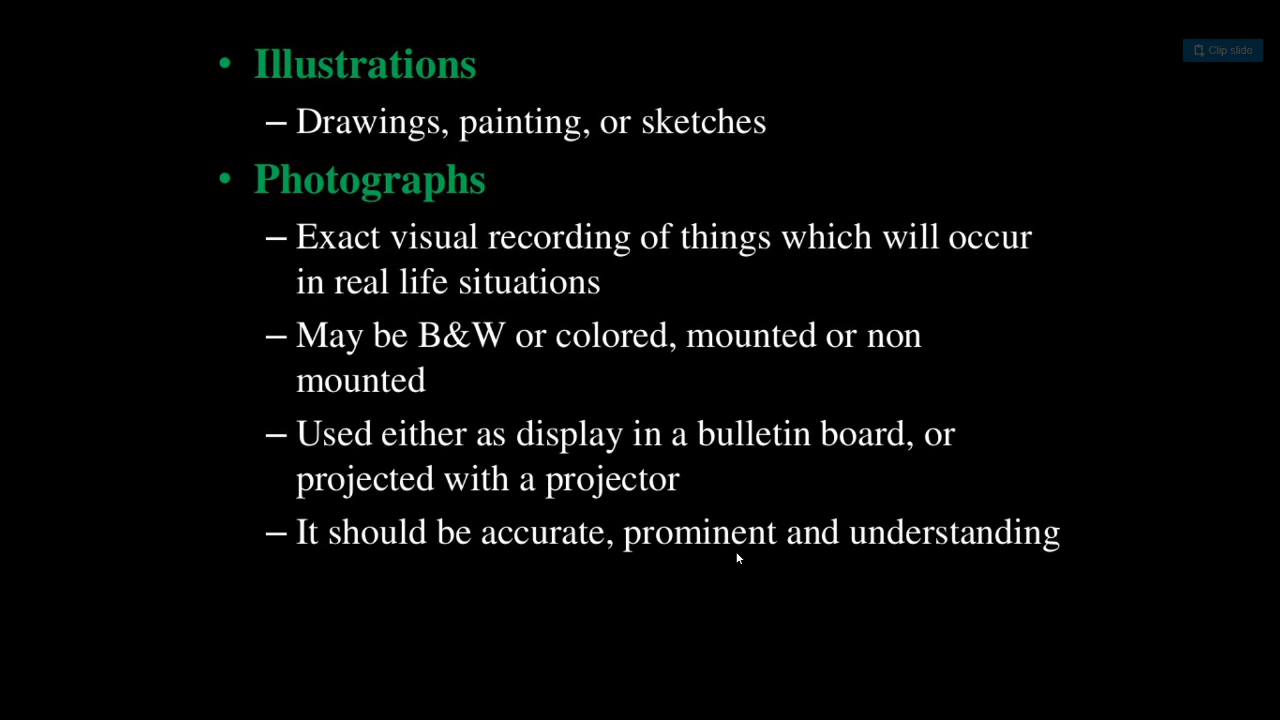 Clip slide
• Illustrations
– Drawings, painting, or sketches
• Photographs
– Exact visual recording of things which will occur
in real life situations
– May be B&W or colored, mounted or non
mounted
– Used either as display in a bulletin board, or
projected with a projector
– It should be accurate, prominent and understanding